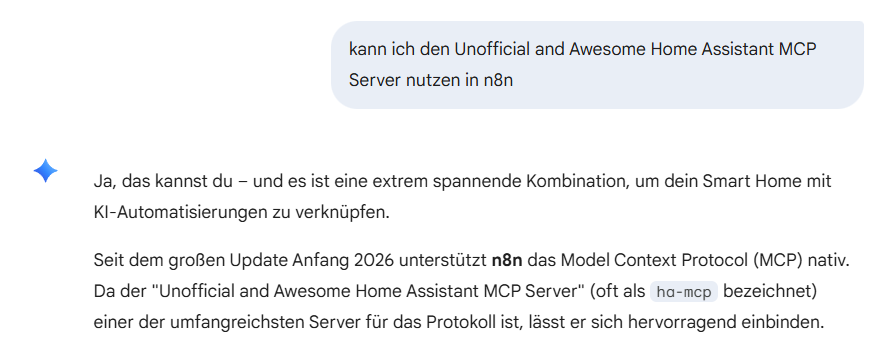 kann ich den Unofficial and Awesome Home Assistant MCP
Server nutzen in n8n
Ja, das kannst du – und es ist eine extrem spannende Kombination, um dein Smart Home mit
KI-Automatisierungen zu verknüpfen.
Seit dem großen Update Anfang 2026 unterstützt n8n das Model Context Protocol (MCP) nativ.
Da der "Unofficial and Awesome Home Assistant MCP Server" (oft als ha-mcp bezeichnet)
einer der umfangreichsten Server für das Protokoll ist, lässt er sich hervorragend einbinden.